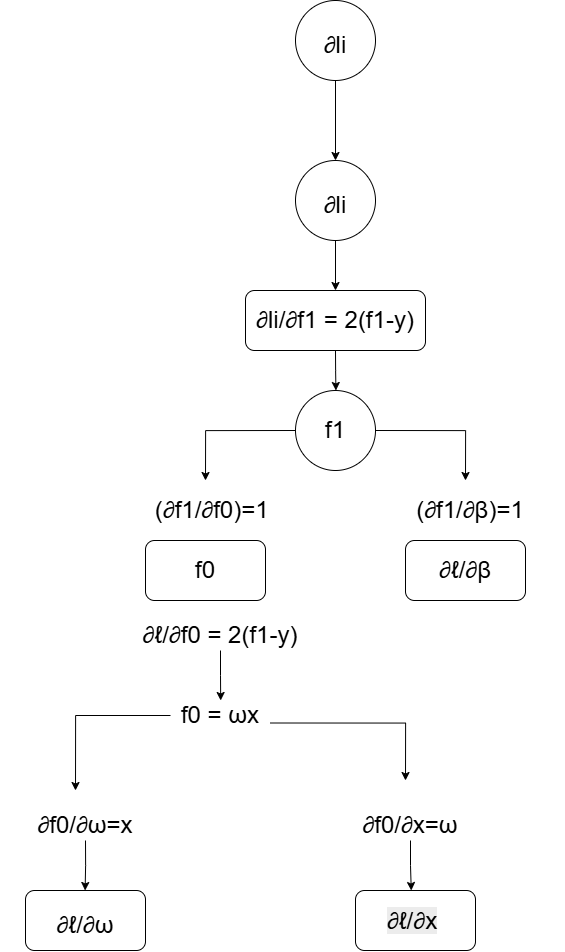 ∂li
∂li
∂li/∂f1 = 2(f1-y)
f1
(∂f1/∂f0)=1
(∂f1/∂β)=1
f0
∂ℓ/∂β
∂ℓ/∂f0 = 2(f1-y)
f0 = ωx
∂f0/∂ω=x
∂f0/∂x=ω
∂ℓ/∂ω
∂ℓ/∂x